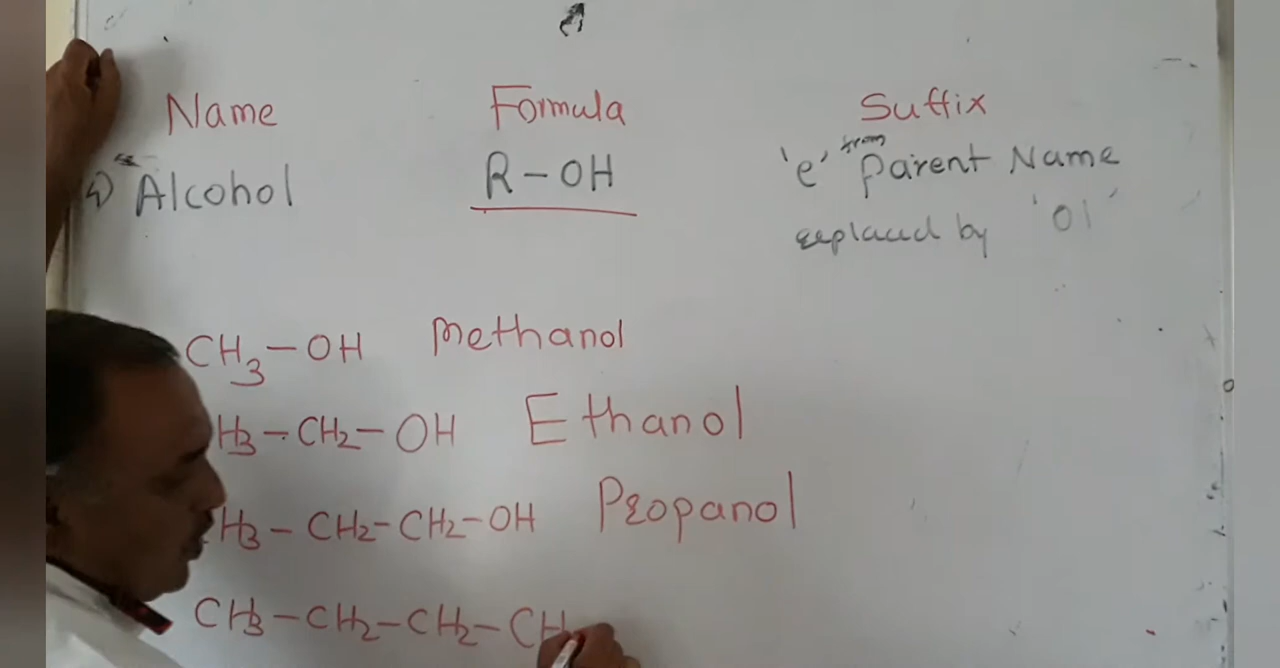 Name Formula Suffix
4) Alcohol R-OH 'e' from parent Name
replaced by 'ol'
CH3-OH Methanol
H3-CH2-OH Ethanol
H3-CH2-CH2-OH Propanol
CH3-CH2-CH2-CH